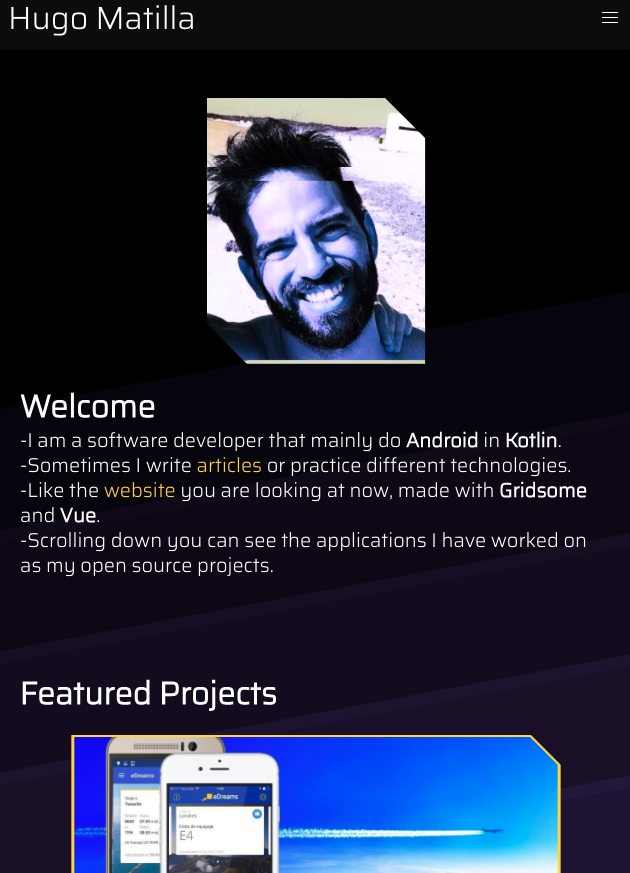 Hugo Matilla
Welcome
-I am a software developer that mainly do Android in Kotlin.
-Sometimes I write articles or practice different technologies.
-Like the website you are looking at now, made with Gridsome
and Vue.
-Scrolling down you can see the applications I have worked on
as my open source projects.
Featured Projects
eDreams
eDreams
Tenerife
Londres
E4